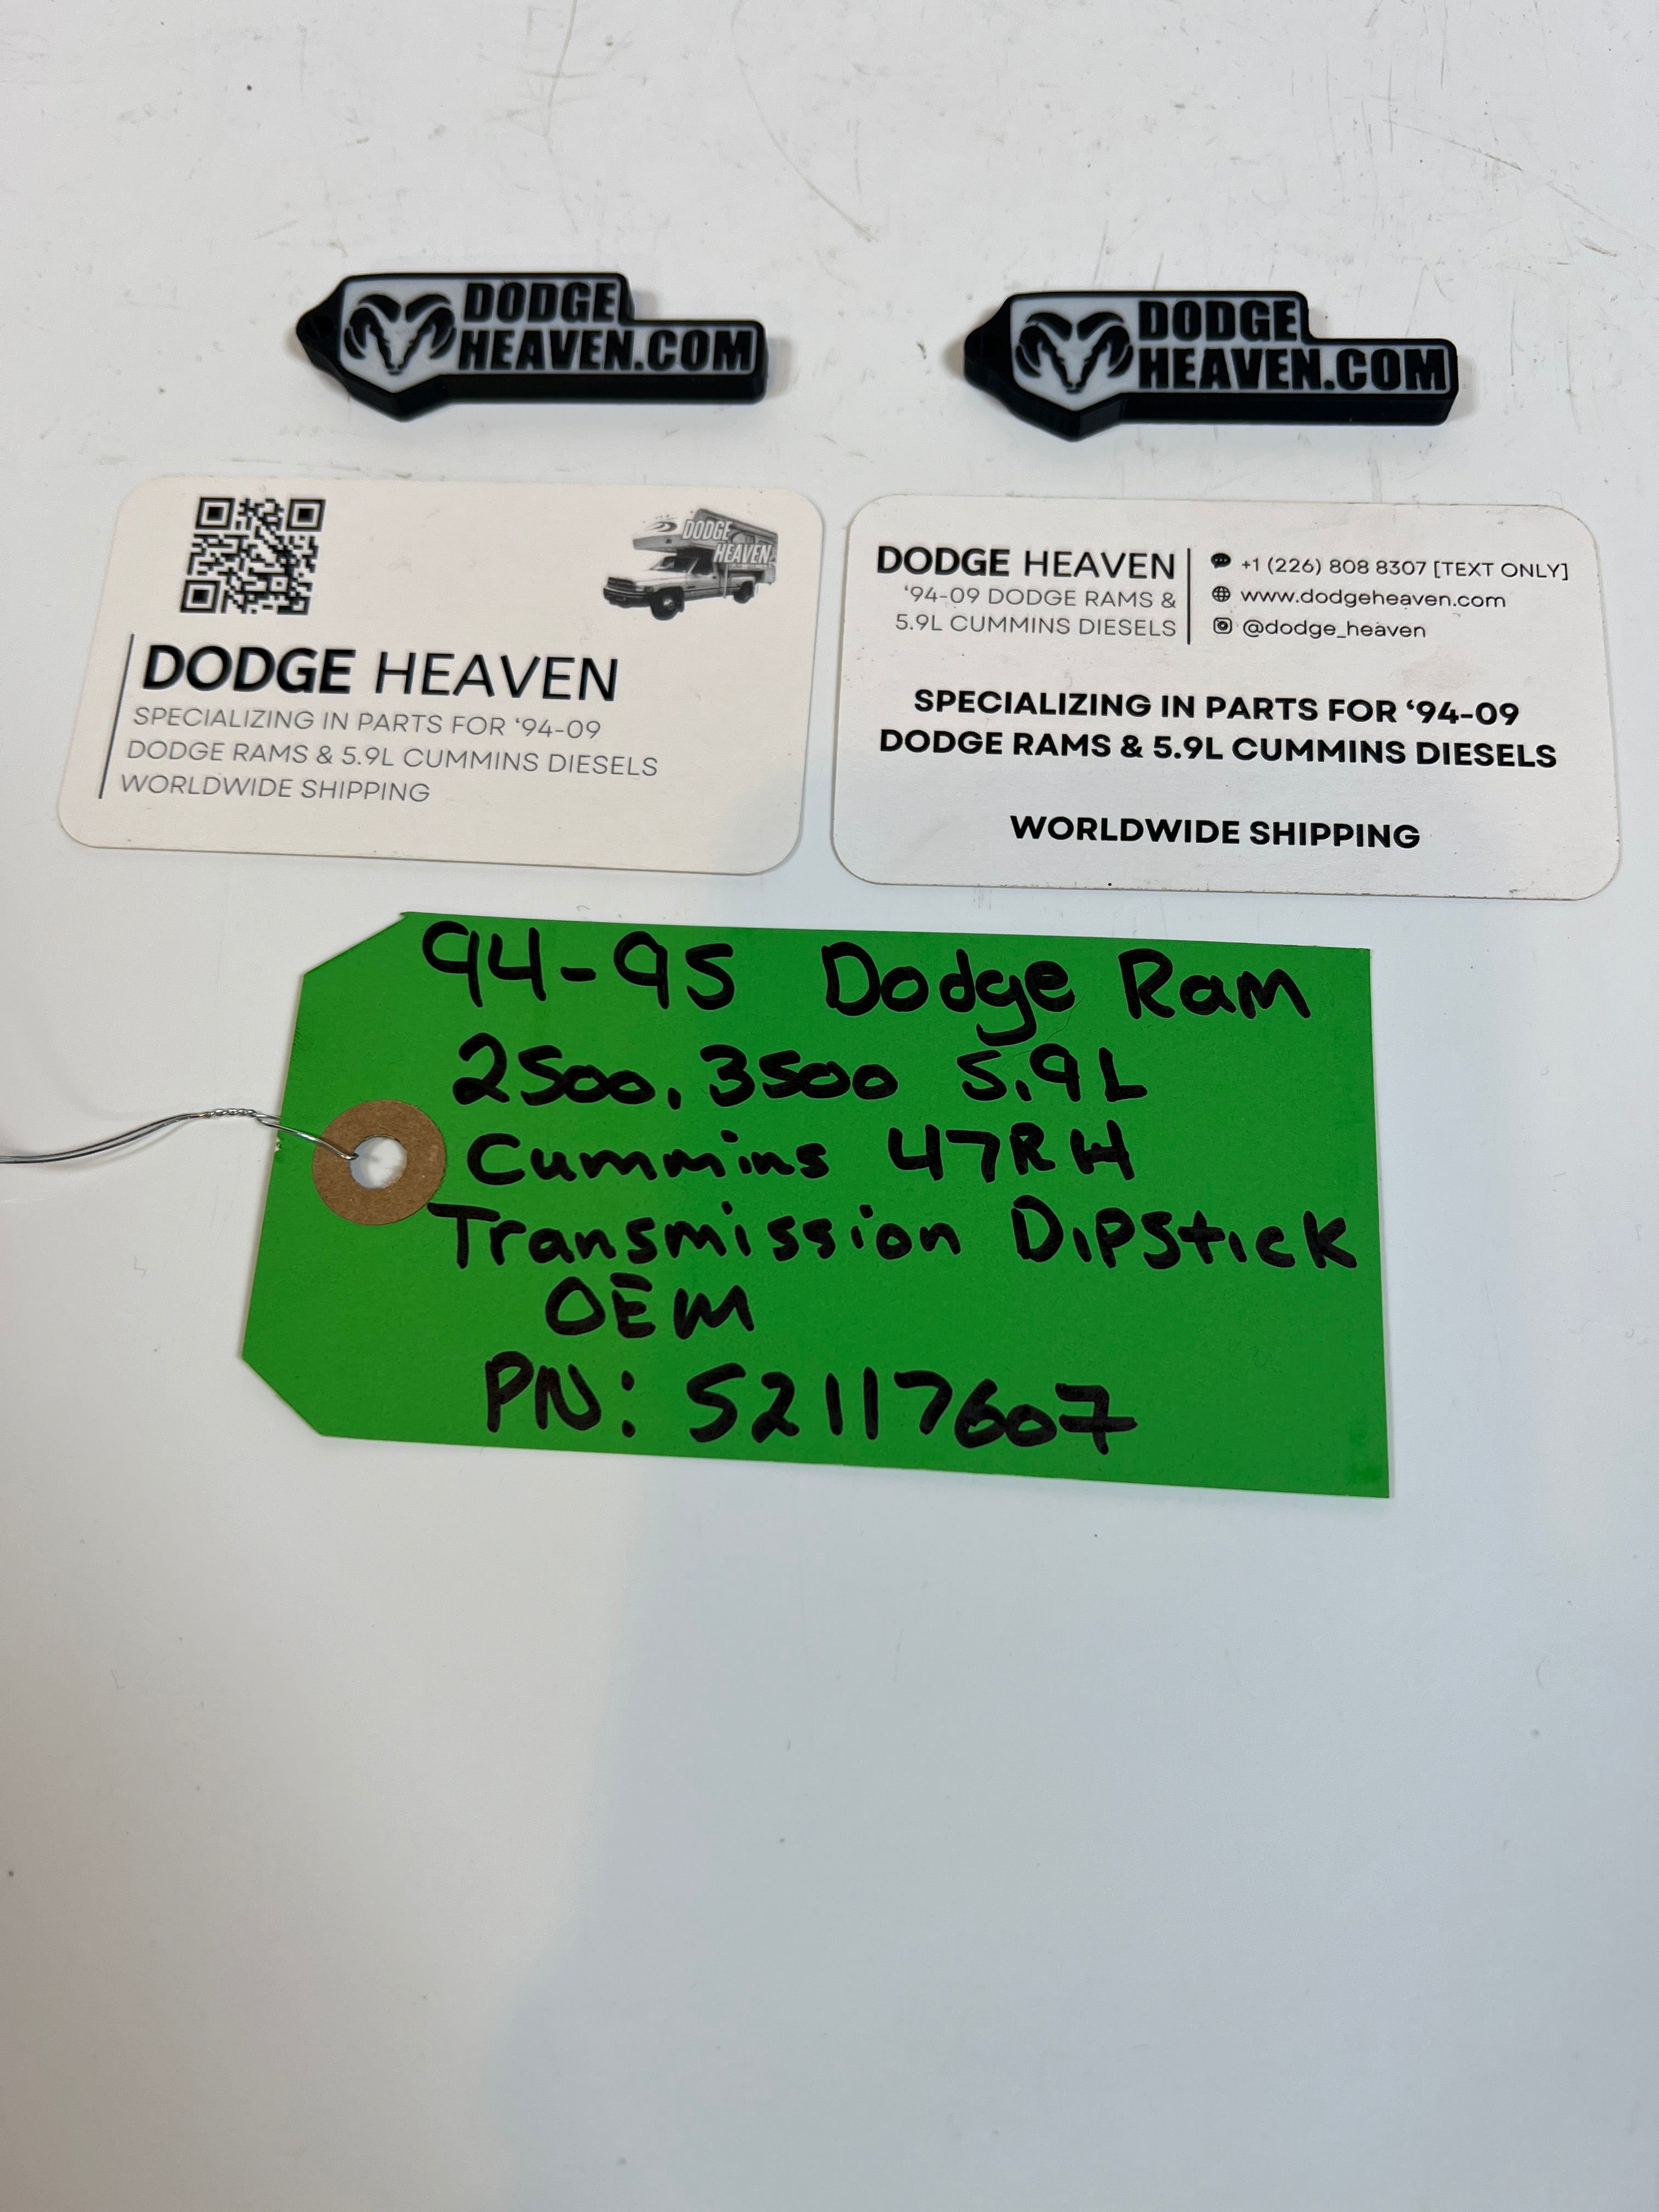 DODGE
HEAVEN.COM
DODGE
HEAVEN.COM
DODGE
HEAVEN
DODGE HEAVEN
SPECIALIZING IN PARTS FOR ‘94-09
DODGE RAMS & 5.9L CUMMINS DIESELS
WORLDWIDE SHIPPING
DODGE HEAVEN
‘94-09 DODGE RAMS &
5.9L CUMMINS DIESELS
+1 (226) 808 8307 [TEXT ONLY]
www.dodgeheaven.com
@dodge_heaven
SPECIALIZING IN PARTS FOR ‘94-09
DODGE RAMS & 5.9L CUMMINS DIESELS
WORLDWIDE SHIPPING
94-95 Dodge Ram
2500, 3500 5.9L
Cummins 47RH
Transmission Dipstick
OEM
PN: 52117607